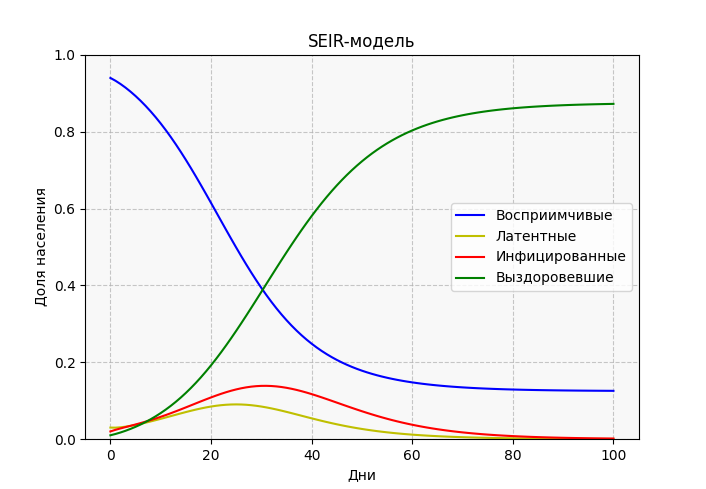 SEIR-модель
1.0
0.8
0.6
0.4
0.2
0.0
Доля населения
Восприимчивые
Латентные
Инфицированные
Выздоровевшие
0 20 40 60 80 100
Дни